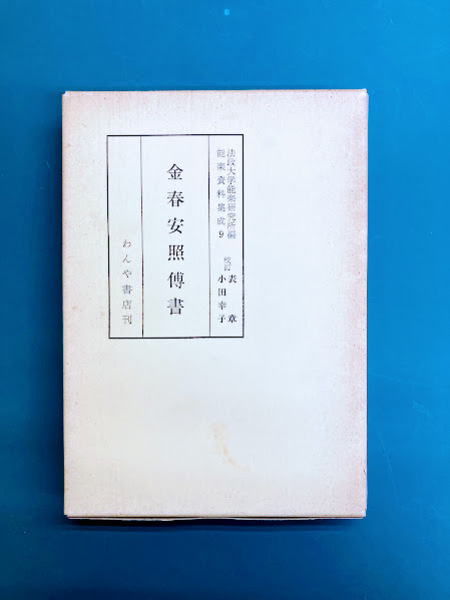 法政大学能楽研究所編
能楽資料集成9
校訂 表章
小田幸子
金春安照傳書
わんや書店刊